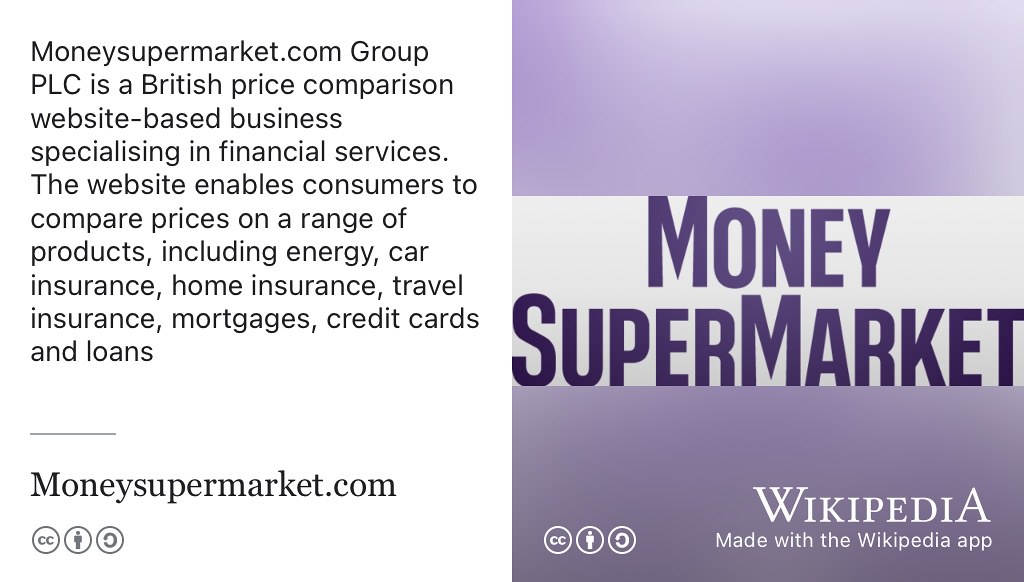 Moneysupermarket.com Group
PLC is a British price comparison
website-based business
specialising in financial services.
The website enables consumers to
compare prices on a range of
products, including energy, car
insurance, home insurance, travel
insurance, mortgages, credit cards
and loans
Moneysupermarket.com
cc
MONEY
SUPERMARKET
WIKIPEDIA
cc
Made with the Wikipedia app